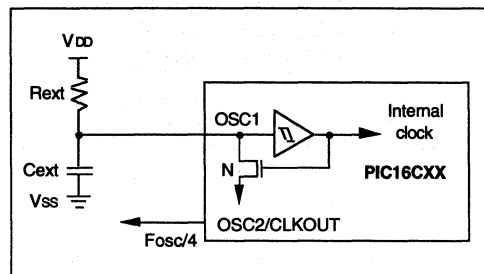 VDD
Rext
OSC1
Internal
clock
Cext
N
PIC16CXX
VSS
Fosc/4
OSC2/CLKOUT